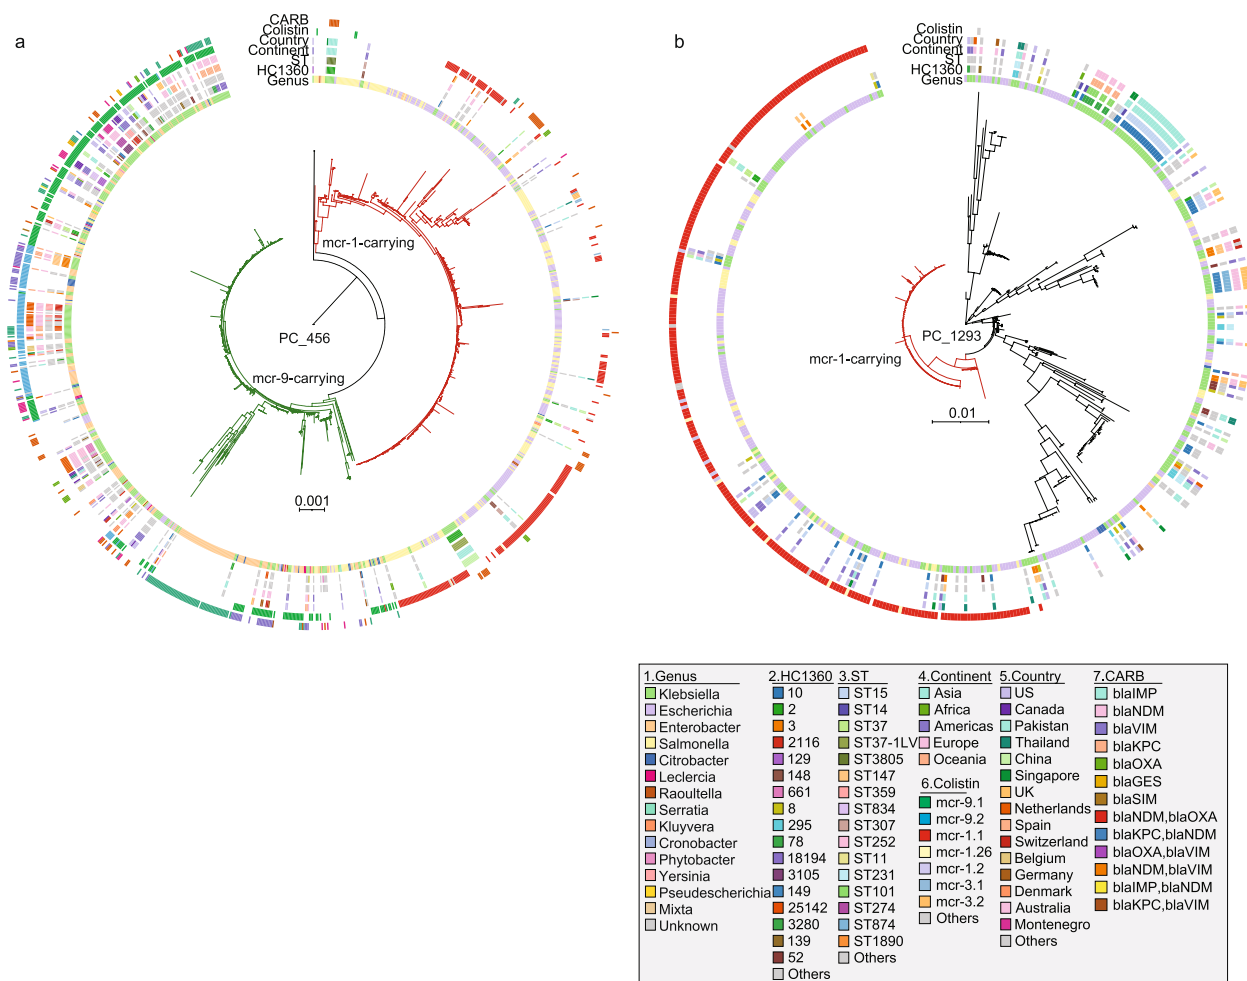 a
CARB
Colistin
Country
Continent
ST
HC1360
Genus
mcr-1-carrying
PC_456
mcr-9-carrying
0.001
b
Colistin
Country
Continent
ST
HC1360
Genus
PC_1293
mcr-1-carrying
0.01
1.Genus
Klebsiella
Escherichia
Enterobacter
Salmonella
Citrobacter
Leclercia
Raoultella
Serratia
Kluyvera
Cronobacter
Phytobacter
Yersinia
Pseudescherichia
Mixta
Unknown
2.HC1360
10
2
3
2116
129
148
661
8
295
78
18194
3105
149
25142
3280
139
52
Others
3.ST
ST15
ST14
ST37
ST37-1LV
ST3805
ST147
ST359
ST834
ST307
ST252
ST11
ST231
ST101
ST274
ST874
ST1890
Others
4.Continent
Asia
Africa
Americas
Europe
Oceania
6.Colistin
mcr-9.1
mcr-9.2
mcr-1.1
mcr-1.26
mcr-1.2
mcr-3.1
mcr-3.2
Others
5.Country
US
Canada
Pakistan
Thailand
China
Singapore
UK
Netherlands
Spain
Switzerland
Belgium
Germany
Denmark
Australia
Montenegro
Others
7.CARB
blaIMP
blaNDM
blaVIM
blaKPC
blaOXA
blaGES
blaSIM
blaNDM,blaOXA
blaKPC,blaNDM
blaOXA,blaVIM
blaNDM,blaVIM
blaIMP,blaNDM
blaKPC,blaVIM